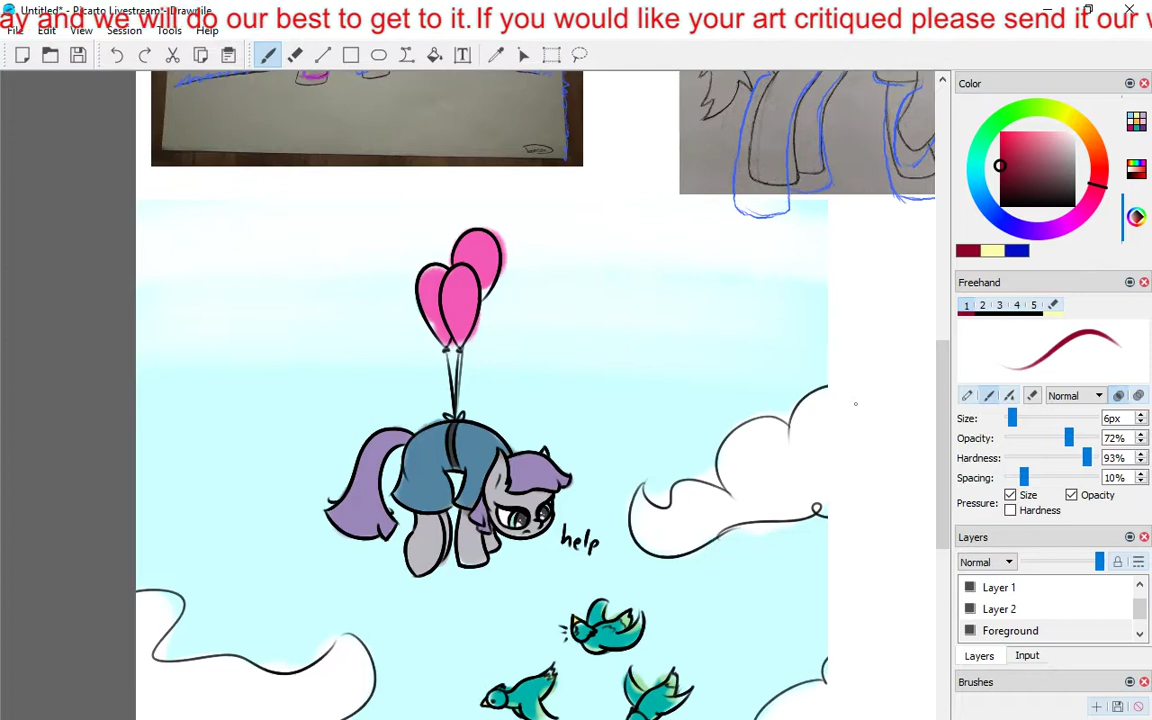 Untitled* - Picarto Livestream - Drawpile
ay and we will do our best to get to it. If you would like your art critiqued please send it our w
File Edit View Session Tools Help
Color
Freehand
1 2 3 4 5
Normal
Size: 6px
Opacity: 72%
Hardness: 93%
Spacing: 10%
Pressure: Size Opacity
Hardness
Layers
Normal
Layer 1
Layer 2
Foreground
Layers Input
Brushes
help